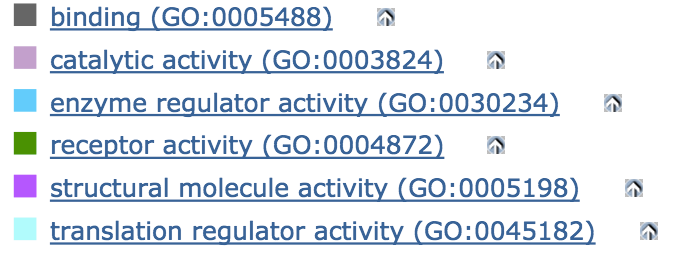 binding (GO:0005488)
catalytic activity (GO:0003824)
enzyme regulator activity (GO:0030234)
receptor activity (GO:0004872)
structural molecule activity (GO:0005198)
translation regulator activity (GO:0045182)